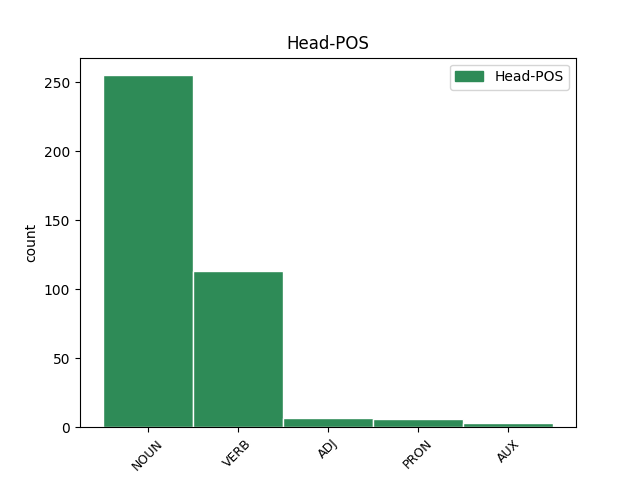 Head-POS
Head-POS
250
200
150
100
50
0
count
NOUN
VERB
ADJ
PRON
AUX